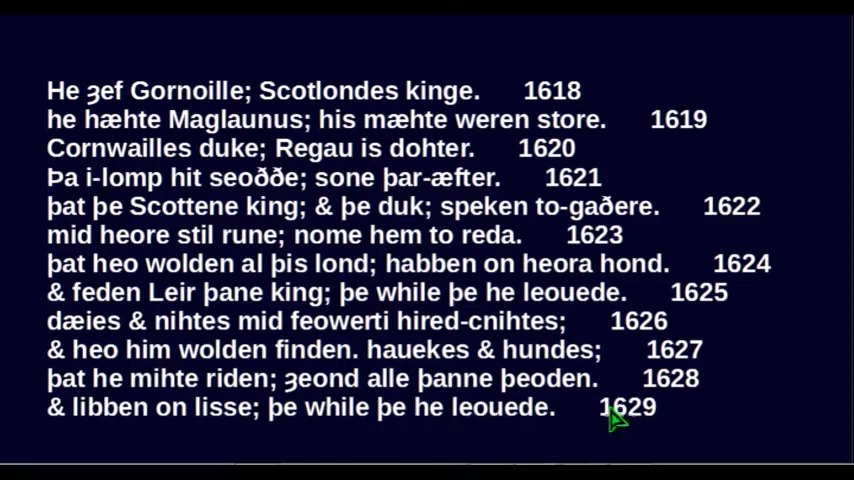 He ȝef Gornoille; Scotlondes kinge. 1618
he hæhte Maglaunus; his mæhte weren store. 1619
Cornwailles duke; Regau is dohter. 1620
Þa i-lomp hit seoððe; sone þar-æfter. 1621
þat þe Scottene king; & þe duk; speken to-gaðere. 1622
mid heore stil rune; nome hem to reda. 1623
þat heo wolden al þis lond; habben on heora hond. 1624
& feden Leir þane king; þe while þe he leouede. 1625
dæies & nihtes mid feowerti hired-cnihtes; 1626
& heo him wolden finden. hauekes & hundes; 1627
þat he mihte riden; ȝeond alle þanne þeoden. 1628
& libben on lisse; þe while þe he leouede. 1629